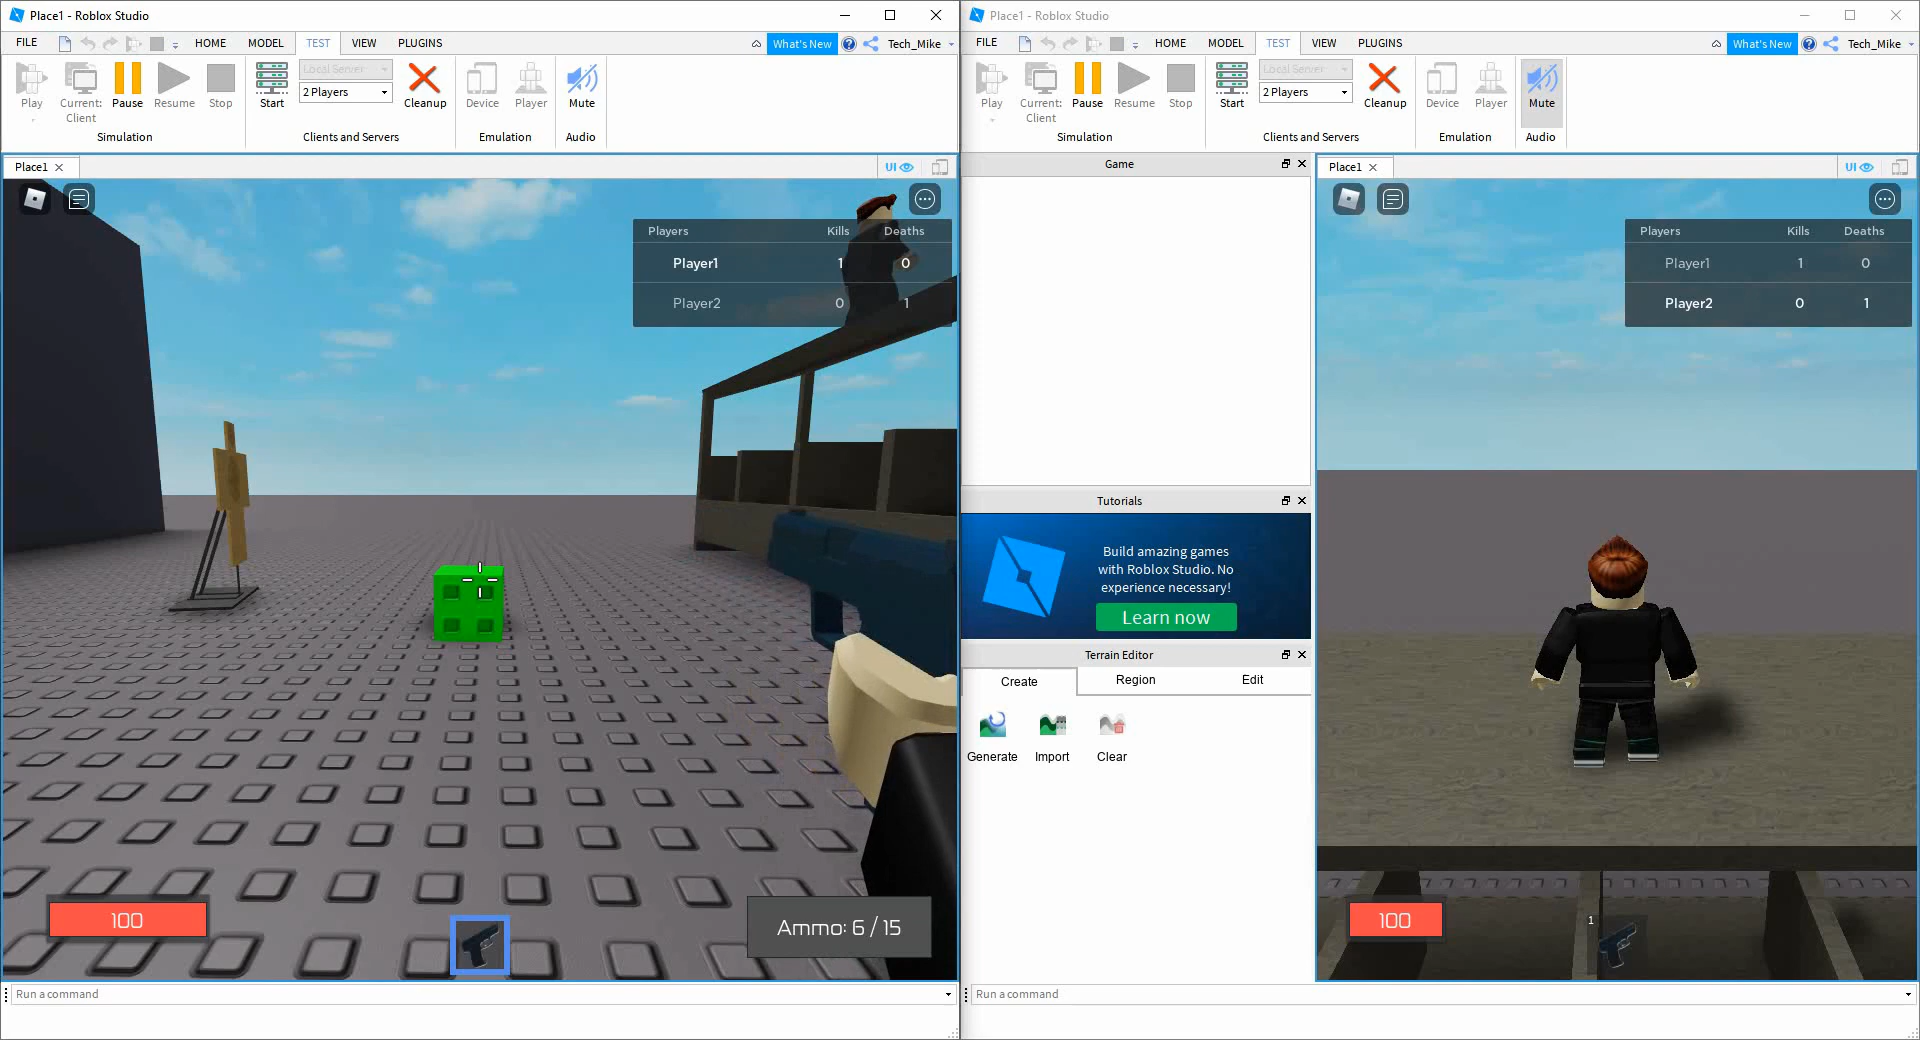 Place1 - Roblox Studio
FILE HOME MODEL TEST VIEW PLUGINS What's New Tech_Mike
Play Current: Client Pause Resume Stop
Simulation
Start Local Server 2 Players Cleanup
Clients and Servers
Device Player
Emulation
Mute
Audio
Place1 UI
Players Kills Deaths
Player1 1 0
Player2 0 1
100
Ammo: 6 / 15
Run a command
Place1 - Roblox Studio
FILE HOME MODEL TEST VIEW PLUGINS What's New Tech_Mike
Play Current: Client Pause Resume Stop
Simulation
Start Local Server 2 Players Cleanup
Clients and Servers
Device Player
Emulation
Mute
Audio
Game
Tutorials
Build amazing games
with Roblox Studio. No
experience necessary!
Learn now
Terrain Editor
Create Region Edit
Generate Import Clear
Place1 UI
Players Kills Deaths
Player1 1 0
Player2 0 1
100
1
Run a command